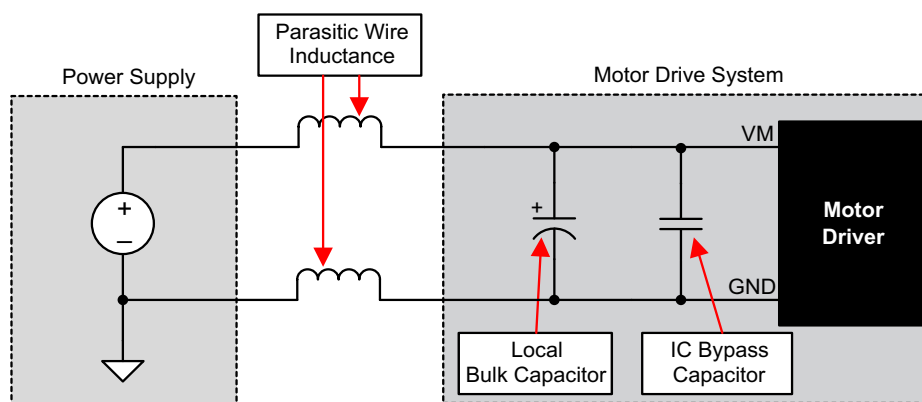 Parasitic Wire
Inductance
Power Supply
Motor Drive System
VM
+
–
+
Motor
Driver
GND
Local
Bulk Capacitor
IC Bypass
Capacitor